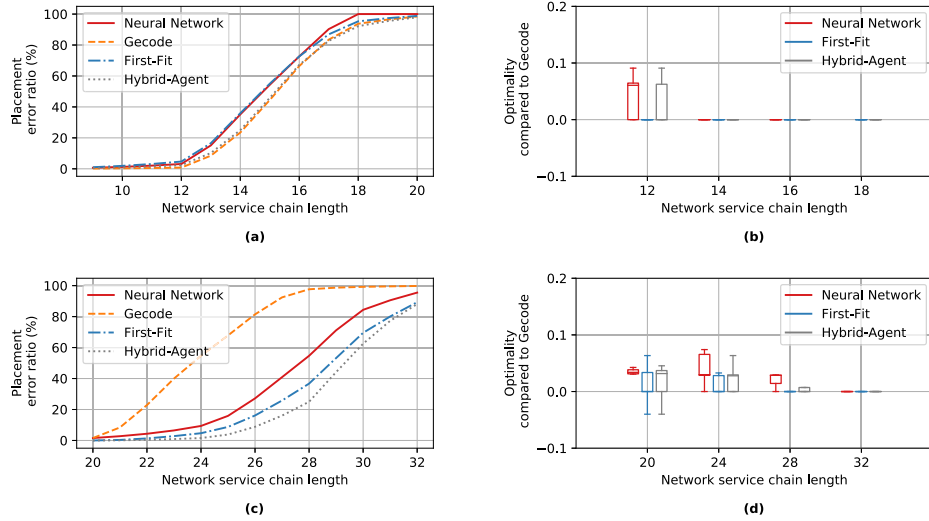 Placement
error ratio (%)
100
80
60
40
20
0
Neural Network
Gecode
First-Fit
Hybrid-Agent
10 12 14 16 18 20
Network service chain length
(a)
Optimality
compared to Gecode
0.2
0.1
0.0
−0.1
Neural Network
First-Fit
Hybrid-Agent
12 14 16 18
Network service chain length
(b)
Placement
error ratio (%)
100
80
60
40
20
0
Neural Network
Gecode
First-Fit
Hybrid-Agent
20 22 24 26 28 30 32
Network service chain length
(c)
Optimality
compared to Gecode
0.2
0.1
0.0
−0.1
Neural Network
First-Fit
Hybrid-Agent
20 24 28 32
Network service chain length
(d)